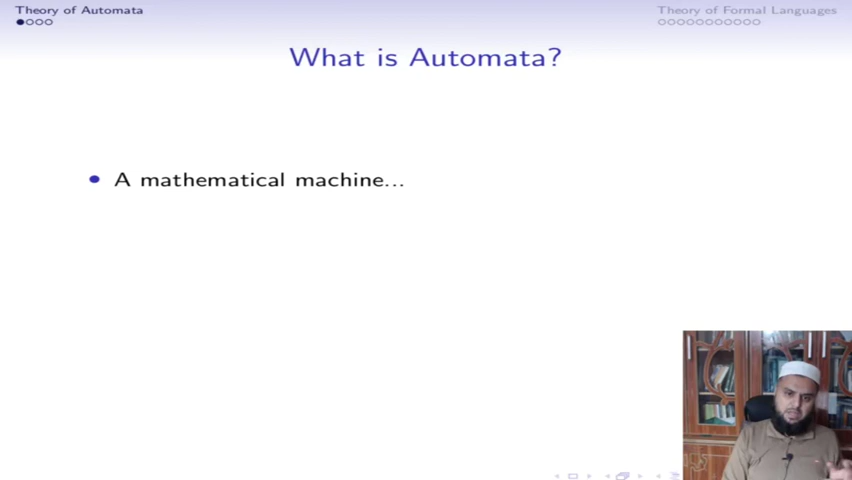 Theory of Automata
Theory of Formal Languages
What is Automata?
A mathematical machine...